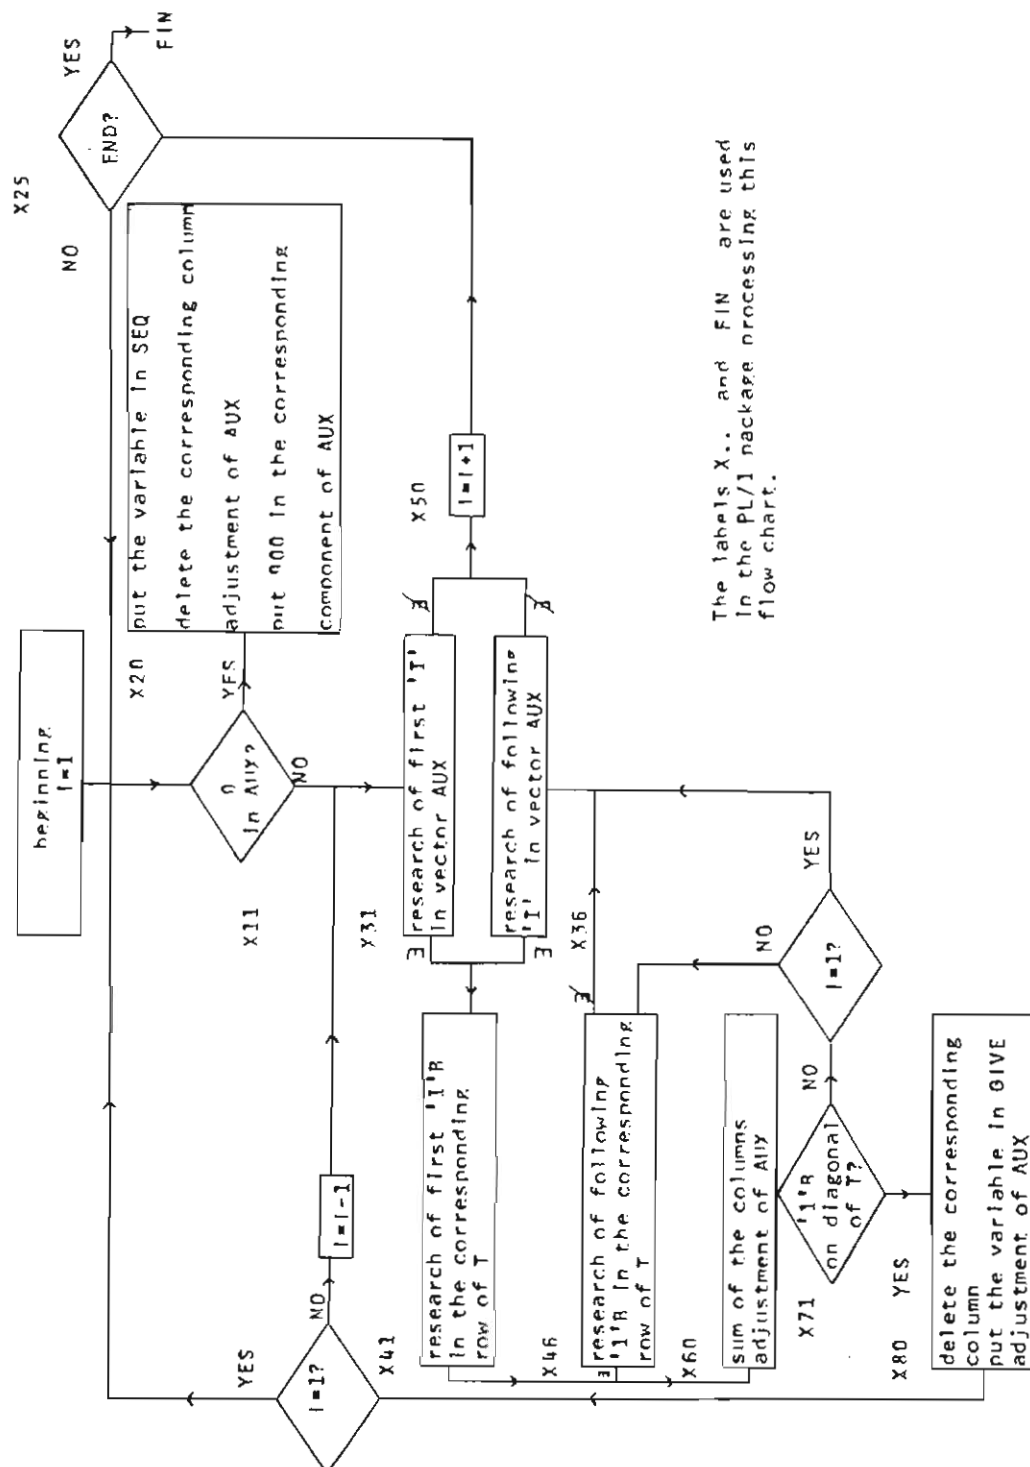 beginning
I=1
X11
0
in AUX?
YES
NO
X20
put the variable in SEQ
delete the corresponding column
adjustment of AUX
put 900 in the corresponding
component of AUX
X25
END?
YES
NO
FIN
X31
∃
research of first 'I'
in vector AUX
∄
X36
∃
research of following
'I' in vector AUX
∄
X50
I=I+1
X41
research of first '1'B
in the corresponding
row of T
X46
∃
research of following
'1'B in the corresponding
row of T
∄
X60
sum of the columns
adjustment of AUX
X71
'1'B
on diagonal
of T?
NO
YES
I=1?
NO
YES
X80
delete the corresponding
column
put the variable in GIVE
adjustment of AUX
I=1?
YES
NO
I=I-1
The labels X.. and FIN are used
in the PL/1 package processing this
flow chart.